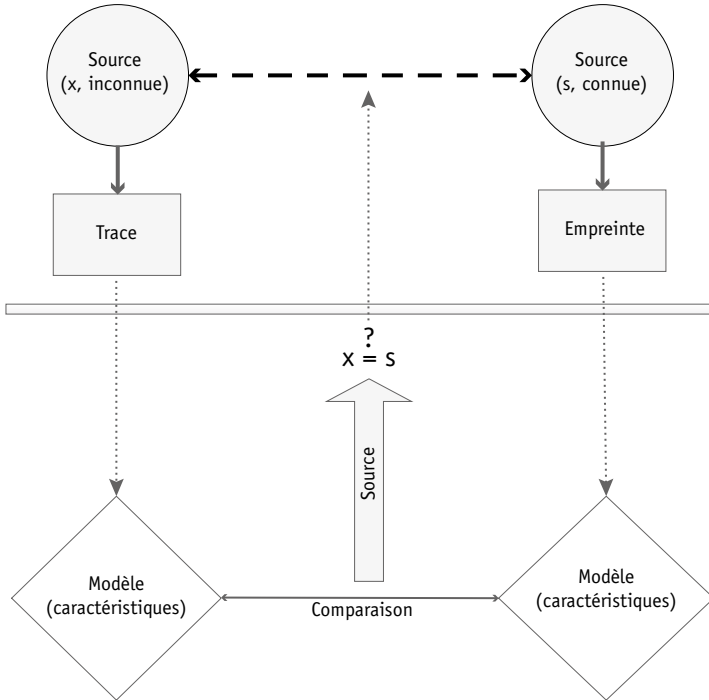 Source
(x, inconnue)
Source
(s, connue)
Trace
Empreinte
?
x = s
Source
Modèle
(caractéristiques)
Modèle
(caractéristiques)
Comparaison